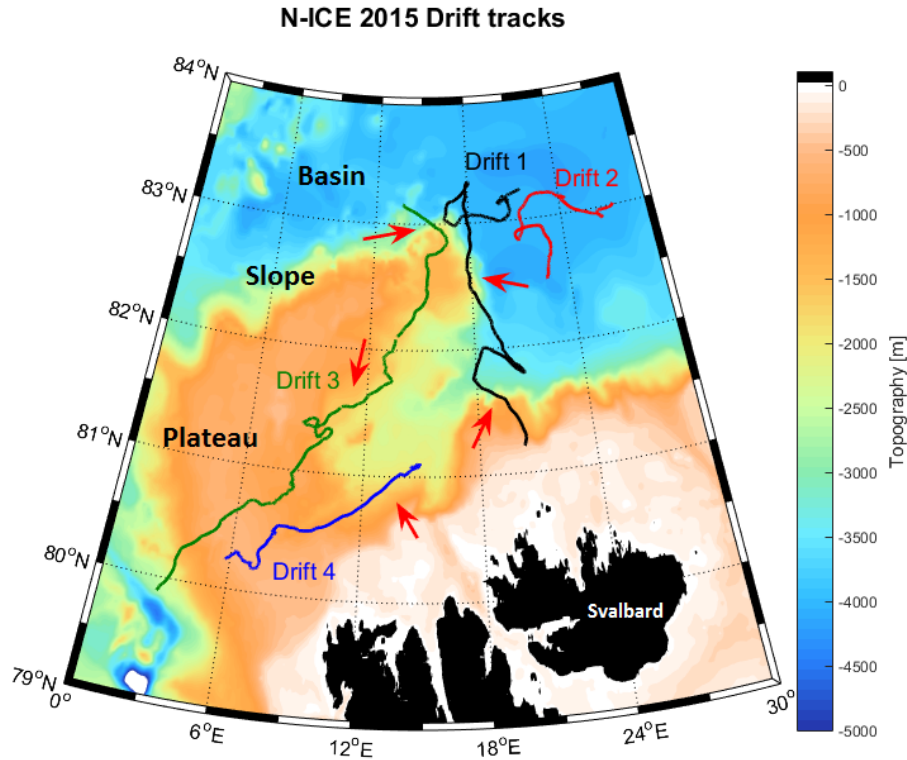 N-ICE 2015 Drift tracks
84°N
83°N
82°N
81°N
80°N
79°N
0°
6°E
12°E
18°E
24°E
30°
Basin
Slope
Plateau
Drift 1
Drift 2
Drift 3
Drift 4
Svalbard
0
-500
-1000
-1500
-2000
-2500
-3000
-3500
-4000
-4500
-5000
Topography [m]